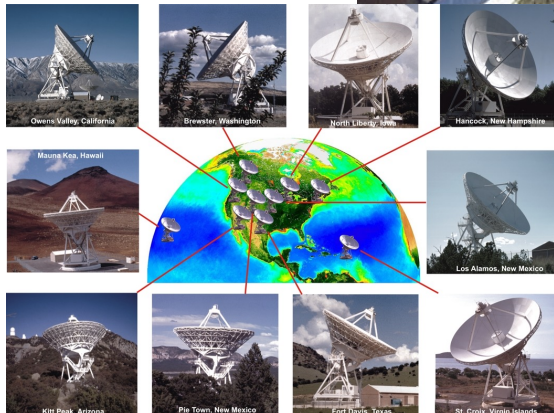 Owens Valley, California
Brewster, Washington
North Liberty, Iowa
Hancock, New Hampshire
Mauna Kea, Hawaii
Los Alamos, New Mexico
Kitt Peak, Arizona
Pie Town, New Mexico
Fort Davis, Texas
St. Croix, Virgin Islands